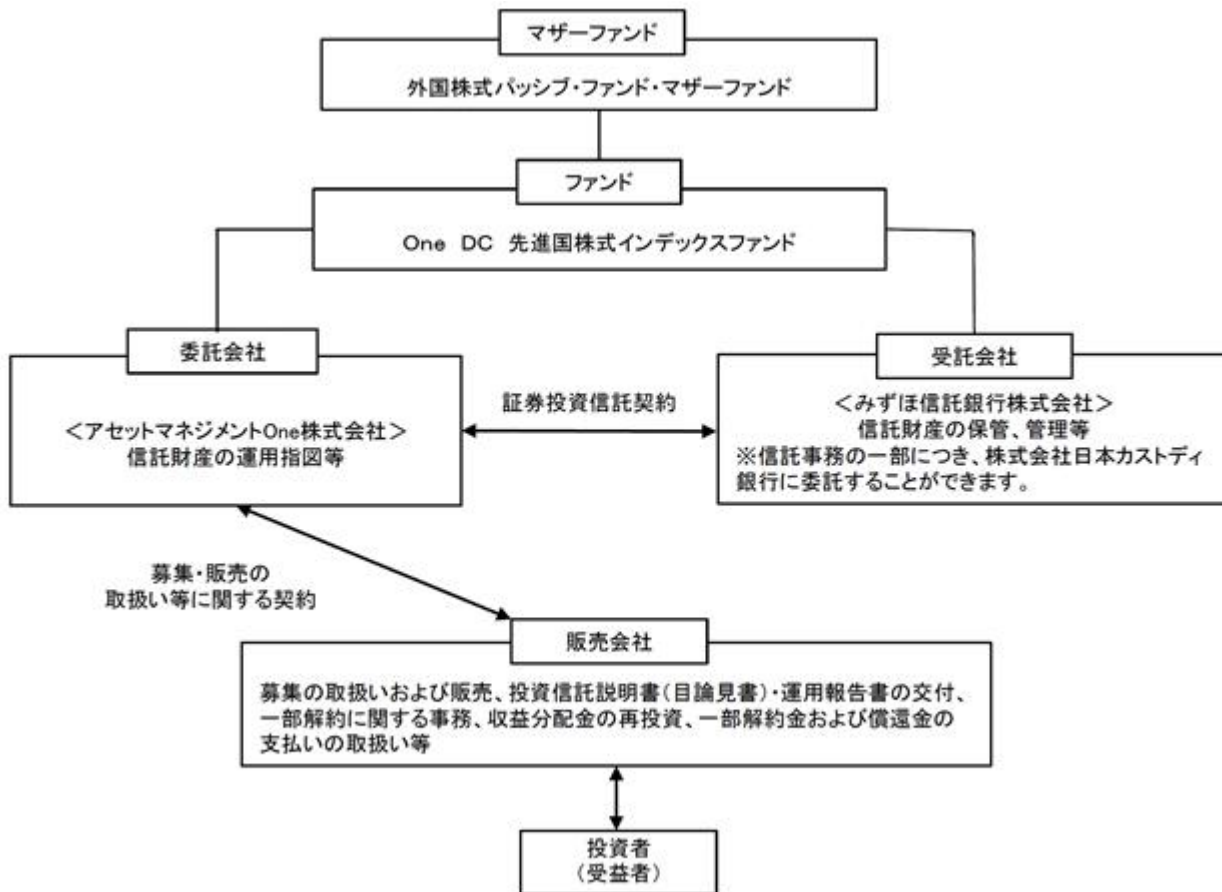 マザーファンド
外国株式パッシブ・ファンド・マザーファンド
ファンド
One DC 先進国株式インデックスファンド
委託会社
＜アセットマネジメントOne株式会社＞
信託財産の運用指図等
証券投資信託契約
受託会社
＜みずほ信託銀行株式会社＞
信託財産の保管、管理等
※信託事務の一部につき、株式会社日本カストディ
銀行に委託することができます。
募集・販売の
取扱い等に関する契約
販売会社
募集の取扱いおよび販売、投資信託説明書（目論見書）・運用報告書の交付、
一部解約に関する事務、収益分配金の再投資、一部解約金および償還金の
支払いの取扱い等
投資者
（受益者）